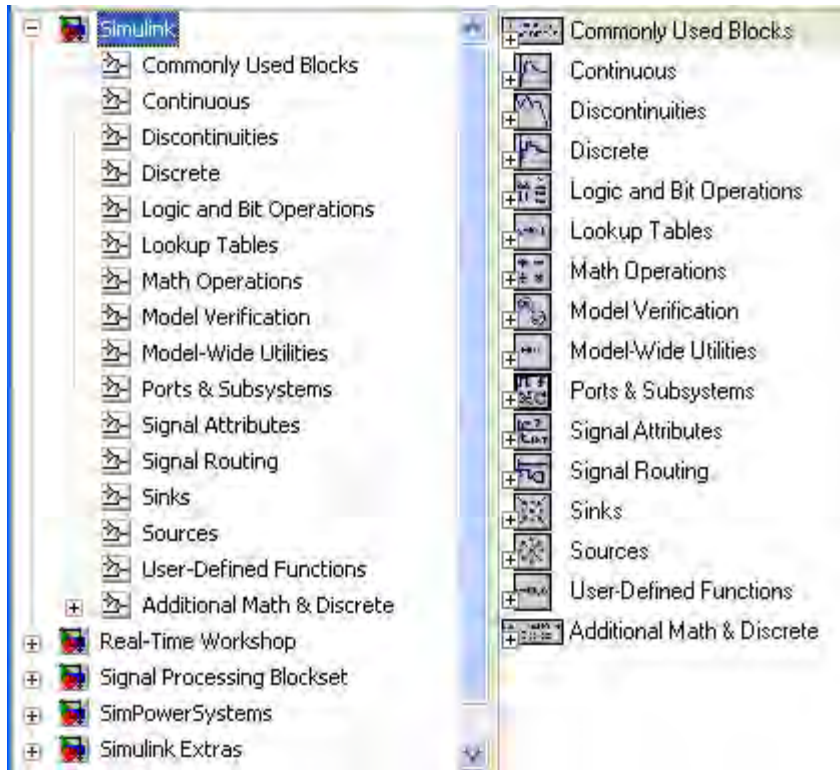 Simulink
Commonly Used Blocks
Continuous
Discontinuities
Discrete
Logic and Bit Operations
Lookup Tables
Math Operations
Model Verification
Model-Wide Utilities
Ports & Subsystems
Signal Attributes
Signal Routing
Sinks
Sources
User-Defined Functions
Additional Math & Discrete
Real-Time Workshop
Signal Processing Blockset
SimPowerSystems
Simulink Extras
Commonly Used Blocks
Continuous
Discontinuities
Discrete
Logic and Bit Operations
Lookup Tables
Math Operations
Model Verification
Model-Wide Utilities
Ports & Subsystems
Signal Attributes
Signal Routing
Sinks
Sources
User-Defined Functions
Additional Math & Discrete